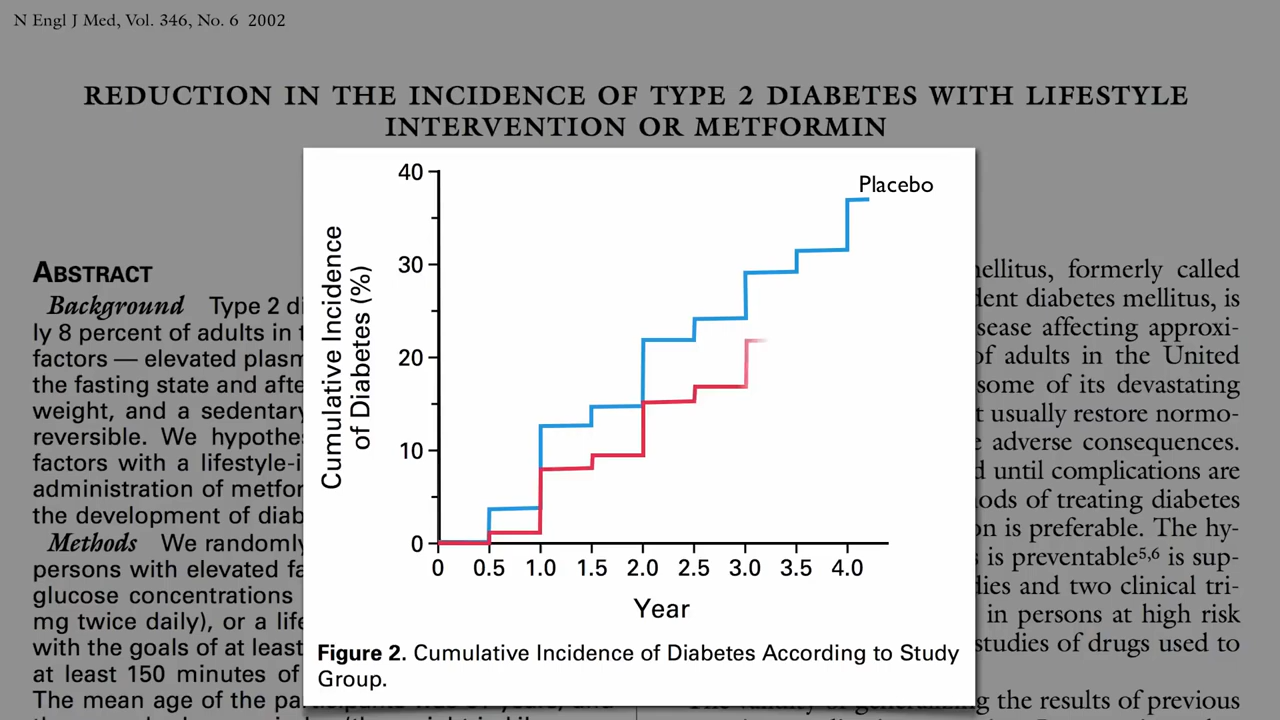 N Engl J Med, Vol. 346, No. 6 2002
REDUCTION IN THE INCIDENCE OF TYPE 2 DIABETES WITH LIFESTYLE
INTERVENTION OR METFORMIN
ABSTRACT
Background Type 2 di
ly 8 percent of adults in t
factors — elevated plasm
the fasting state and afte
weight, and a sedentary
reversible. We hypothes
factors with a lifestyle-i
administration of metfor
the development of diab
Methods We randomly
persons with elevated fa
glucose concentrations
mg twice daily), or a life
with the goals of at least
at least 150 minutes of
The mean age of the pa
40
30
20
10
0
Cumulative Incidence
of Diabetes (%)
Placebo
0 0.5 1.0 1.5 2.0 2.5 3.0 3.5 4.0
Year
Figure 2. Cumulative Incidence of Diabetes According to Study
Group.
mellitus, formerly called
dent diabetes mellitus, is
sease affecting approxi-
of adults in the United
some of its devastating
t usually restore normo-
e adverse consequences.
d until complications are
hods of treating diabetes
on is preferable. The hy-
s is preventable5,6 is sup-
dies and two clinical tri-
in persons at high risk
studies of drugs used to
the results of previous